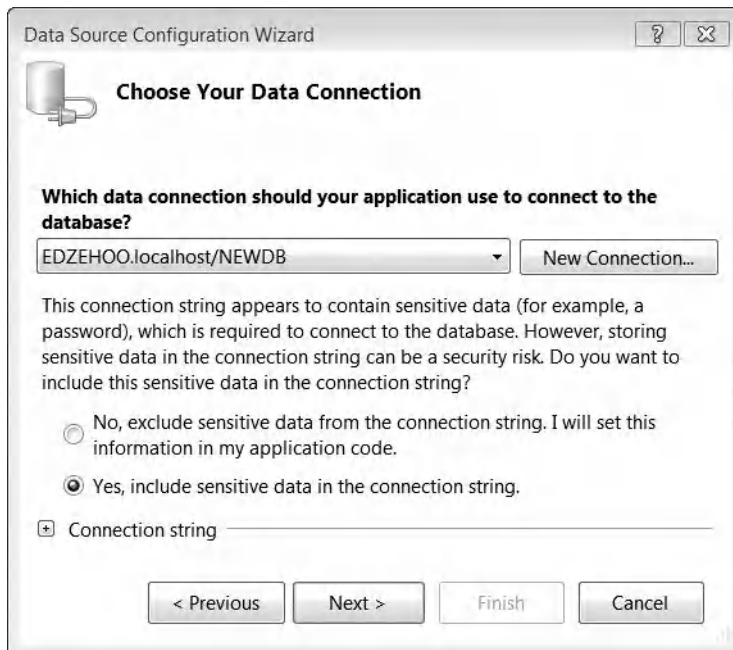 Data Source Configuration Wizard
Choose Your Data Connection
Which data connection should your application use to connect to the
database?
EDZEHOO.localhost/NEWDB
New Connection...
This connection string appears to contain sensitive data (for example, a
password), which is required to connect to the database. However, storing
sensitive data in the connection string can be a security risk. Do you want to
include this sensitive data in the connection string?
No, exclude sensitive data from the connection string. I will set this
information in my application code.
Yes, include sensitive data in the connection string.
Connection string
< Previous
Next >
Finish
Cancel